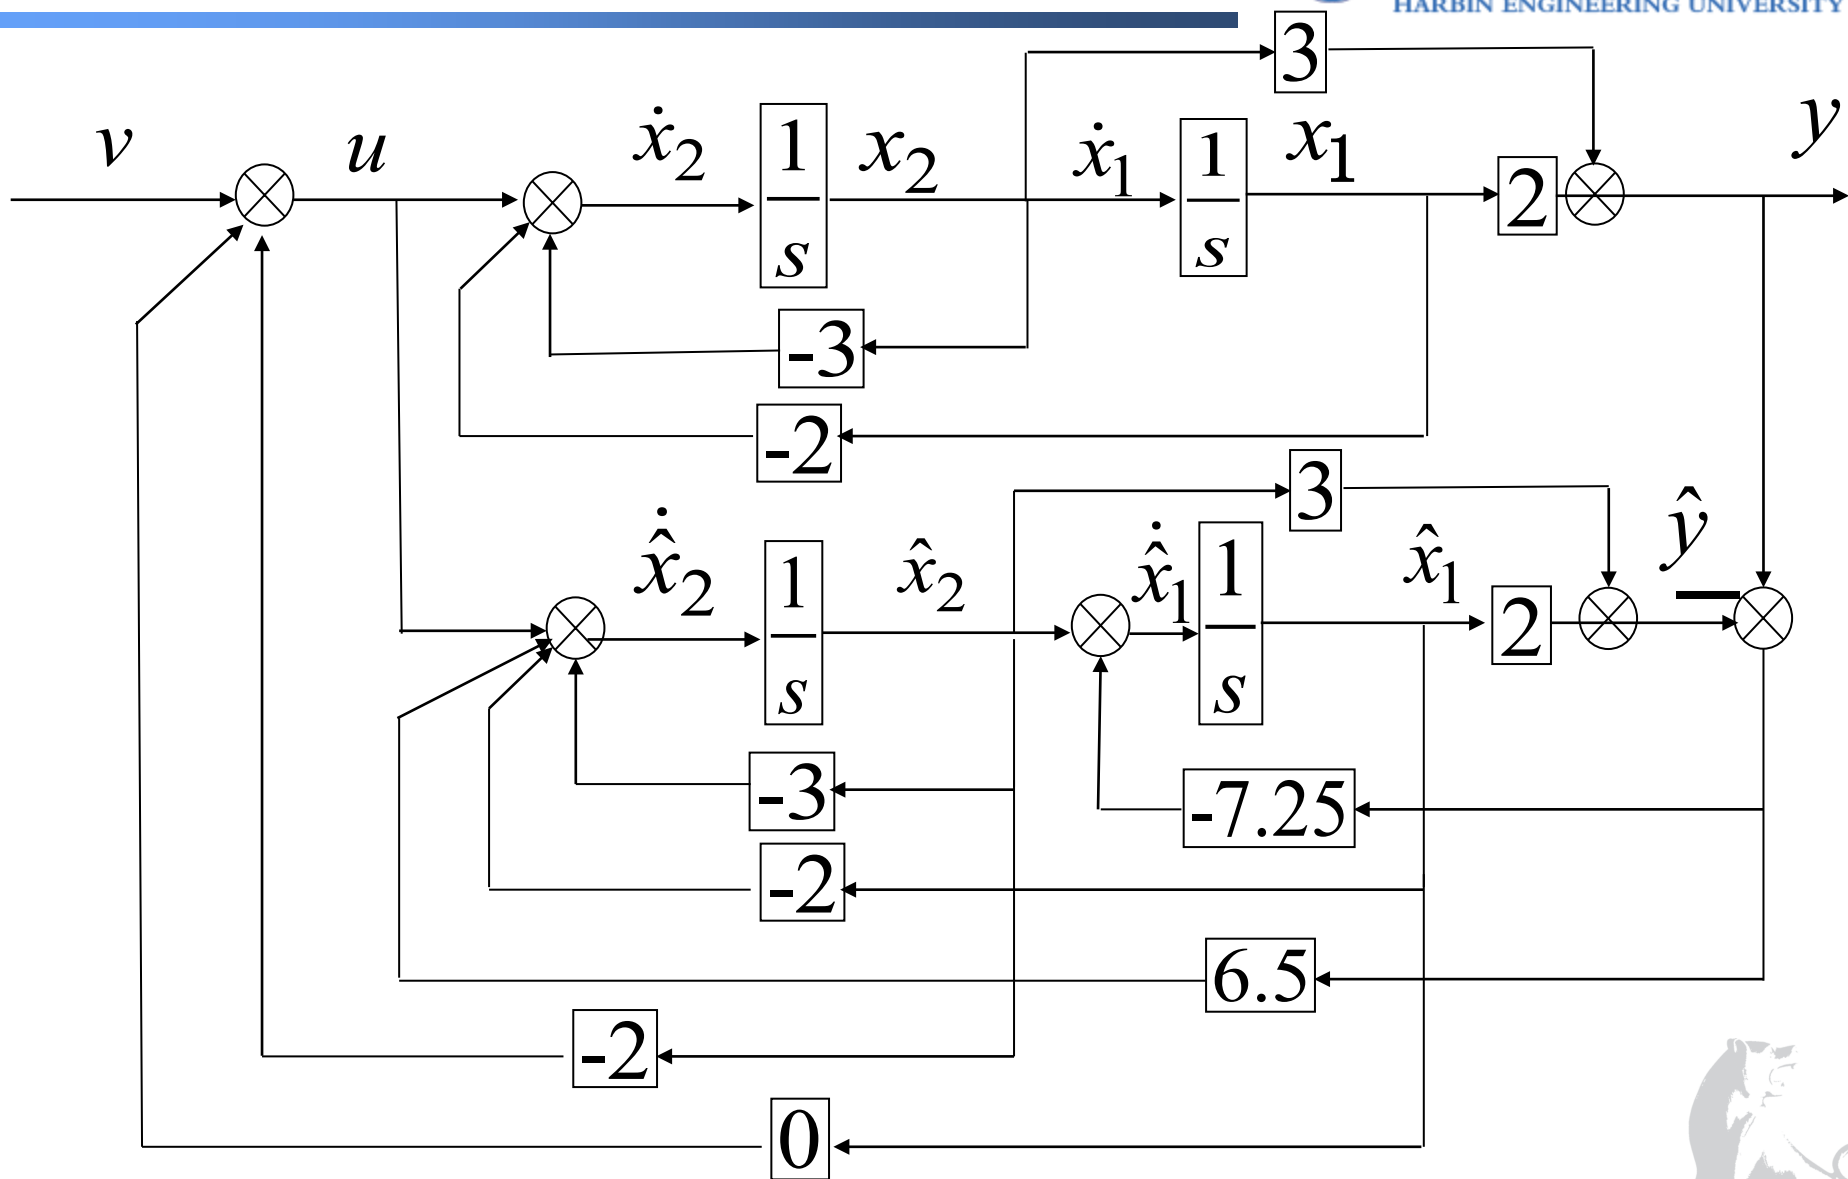 HARBIN ENGINEERING UNIVERSITY
3
v
u
ẋ₂
1/s
x₂
ẋ₁
1/s
x₁
2
y
-3
-2
3
x̂̇₂
1/s
x̂₂
x̂̇₁
1/s
x̂₁
2
ŷ
—
-3
-7.25
-2
6.5
-2
0